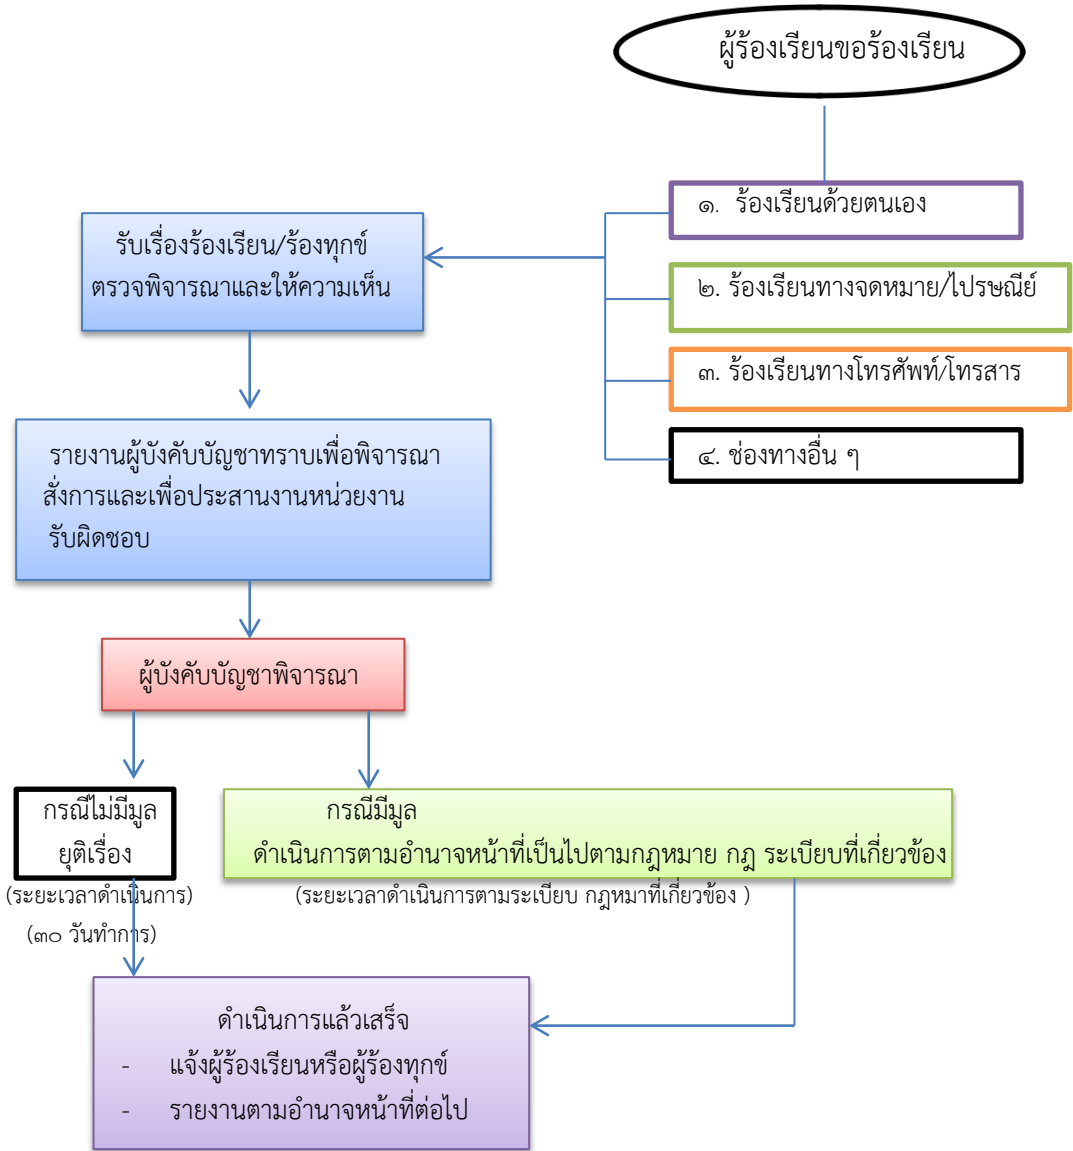 ผู้ร้องเรียนขอร้องเรียน
๑. ร้องเรียนด้วยตนเอง
๒. ร้องเรียนทางจดหมาย/ไปรษณีย์
๓. ร้องเรียนทางโทรศัพท์/โทรสาร
๔. ช่องทางอื่น ๆ
รับเรื่องร้องเรียน/ร้องทุกข์
ตรวจพิจารณาและให้ความเห็น
รายงานผู้บังคับบัญชาทราบเพื่อพิจารณา
สั่งการและเพื่อประสานงานหน่วยงาน
รับผิดชอบ
ผู้บังคับบัญชาพิจารณา
กรณีไม่มีมูล
ยุติเรื่อง
(ระยะเวลาดำเนินการ)
(๓๐ วันทำการ)
กรณีมีมูล
ดำเนินการตามอำนาจหน้าที่เป็นไปตามกฎหมาย กฎ ระเบียบที่เกี่ยวข้อง
(ระยะเวลาดำเนินการตามระเบียบ กฎหมาที่เกี่ยวข้อง )
ดำเนินการแล้วเสร็จ
- แจ้งผู้ร้องเรียนหรือผู้ร้องทุกข์
- รายงานตามอำนาจหน้าที่ต่อไป